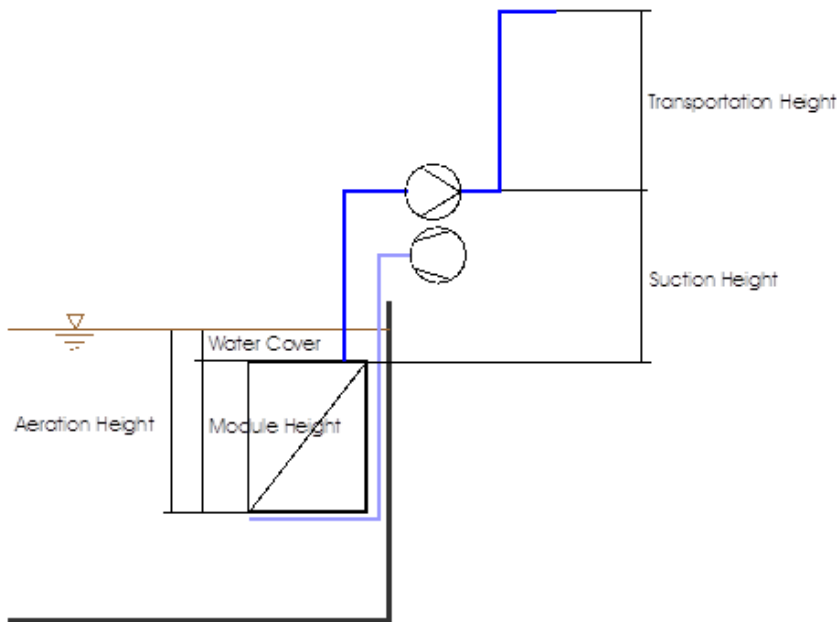 Transportation Height
Suction Height
Water Cover
Aeration Height
Module Height